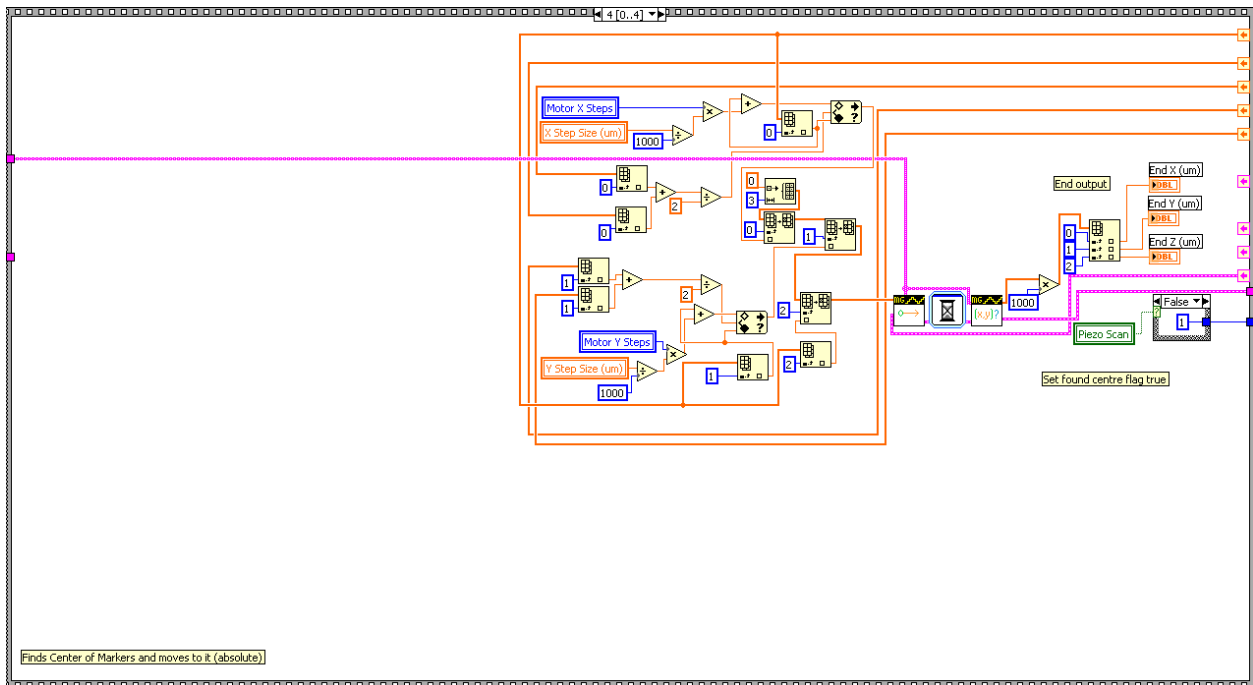 4 [0..4]
Motor X Steps
X Step Size (um)
1000
0
0
0
2
0
3
0
1
End output
End X (um)
DBL
End Y (um)
DBL
End Z (um)
DBL
0
1
2
1
1
2
2
Motor Y Steps
Y Step Size (um)
1000
1
2
MG
MG
(x,y)?
1000
False
1
Piezo Scan
Set found centre flag true
Finds Center of Markers and moves to it (absolute)